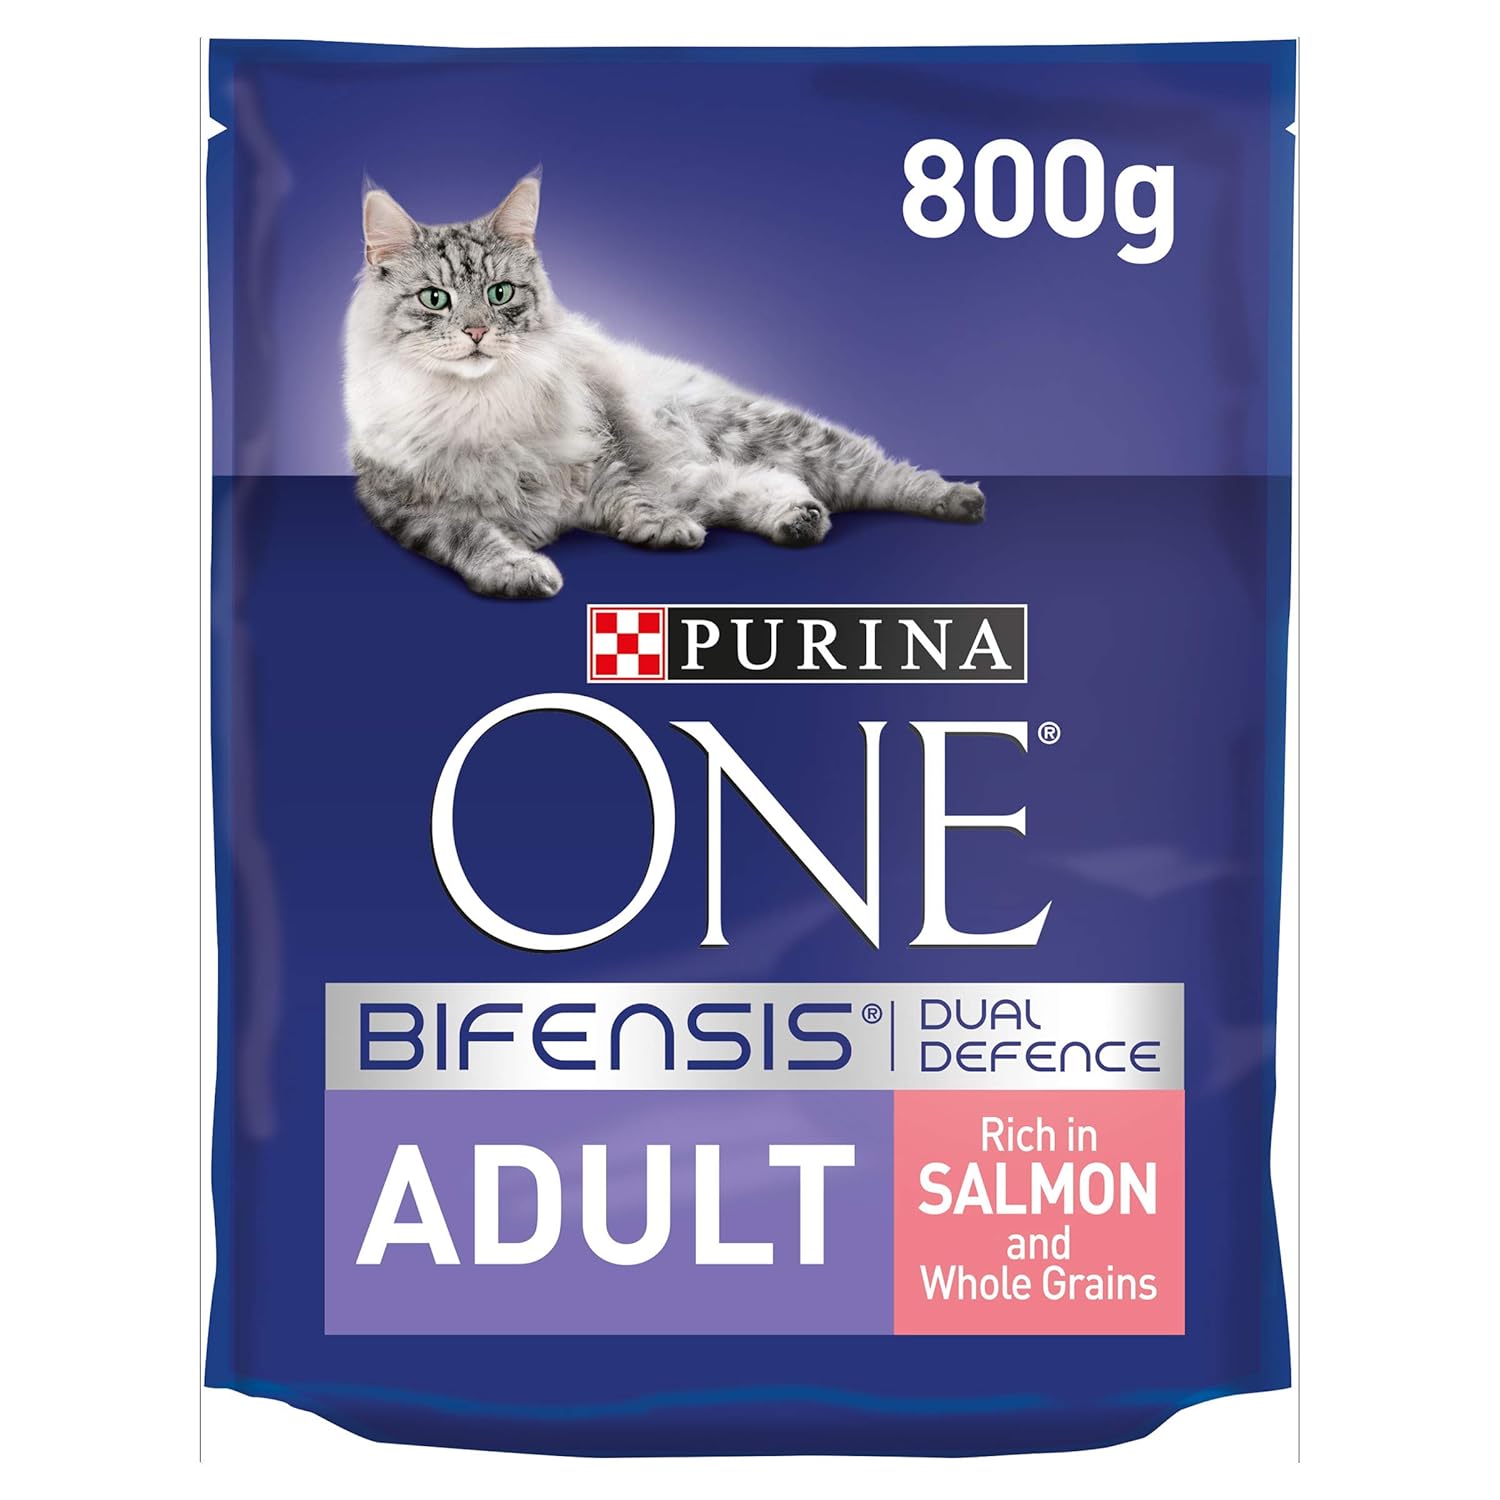 800g
PURINA
ONE®
BIFENSIS®
DUAL
DEFENCE
ADULT
Rich in
SALMON
and
Whole Grains